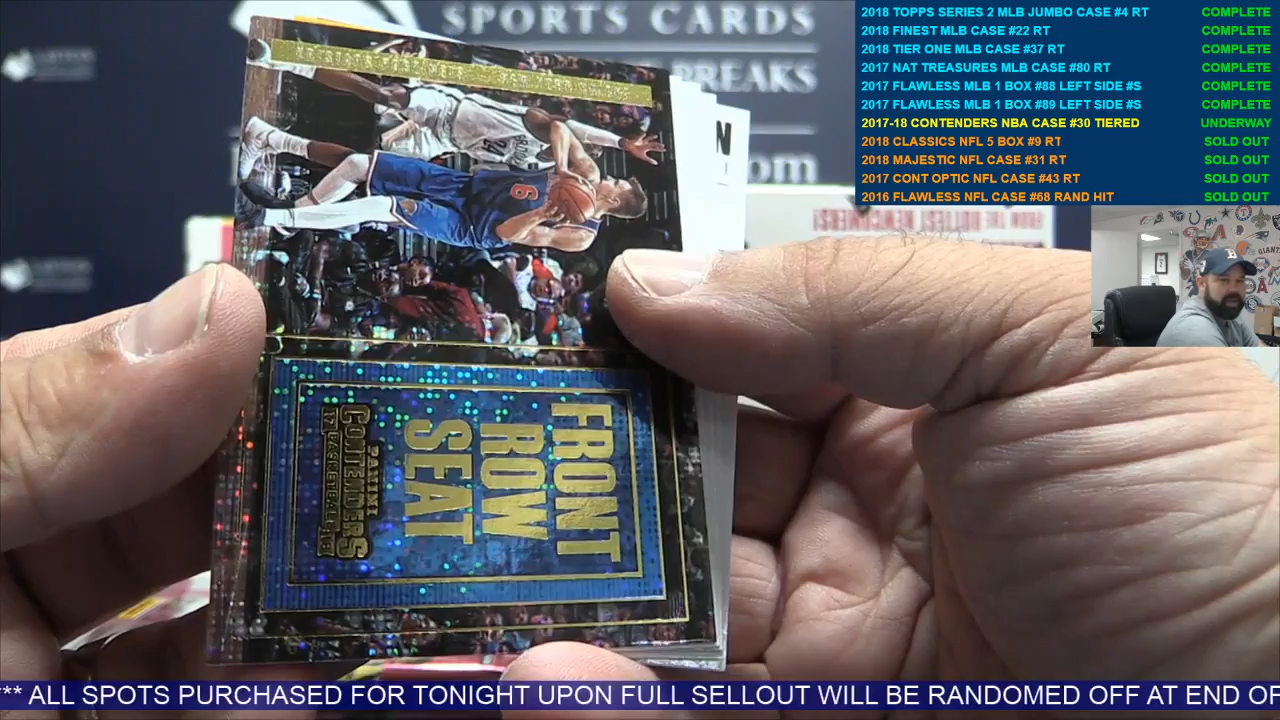 SPORTS CARDS
BREAKS
.com
2018 TOPPS SERIES 2 MLB JUMBO CASE #4 RT COMPLETE
2018 FINEST MLB CASE #22 RT COMPLETE
2018 TIER ONE MLB CASE #37 RT COMPLETE
2017 NAT TREASURES MLB CASE #80 RT COMPLETE
2017 FLAWLESS MLB 1 BOX #88 LEFT SIDE #S COMPLETE
2017 FLAWLESS MLB 1 BOX #89 LEFT SIDE #S COMPLETE
2017-18 CONTENDERS NBA CASE #30 TIERED UNDERWAY
2018 CLASSICS NFL 5 BOX #9 RT SOLD OUT
2018 MAJESTIC NFL CASE #31 RT SOLD OUT
2017 CONT OPTIC NFL CASE #43 RT SOLD OUT
2016 FLAWLESS NFL CASE #68 RAND HIT SOLD OUT
FROM THE HOTTEST NEWCOMERS!
6
FRONT
ROW
SEAT
PANINI
CONTENDERS
*** ALL SPOTS PURCHASED FOR TONIGHT UPON FULL SELLOUT WILL BE RANDOMED OFF AT END OF